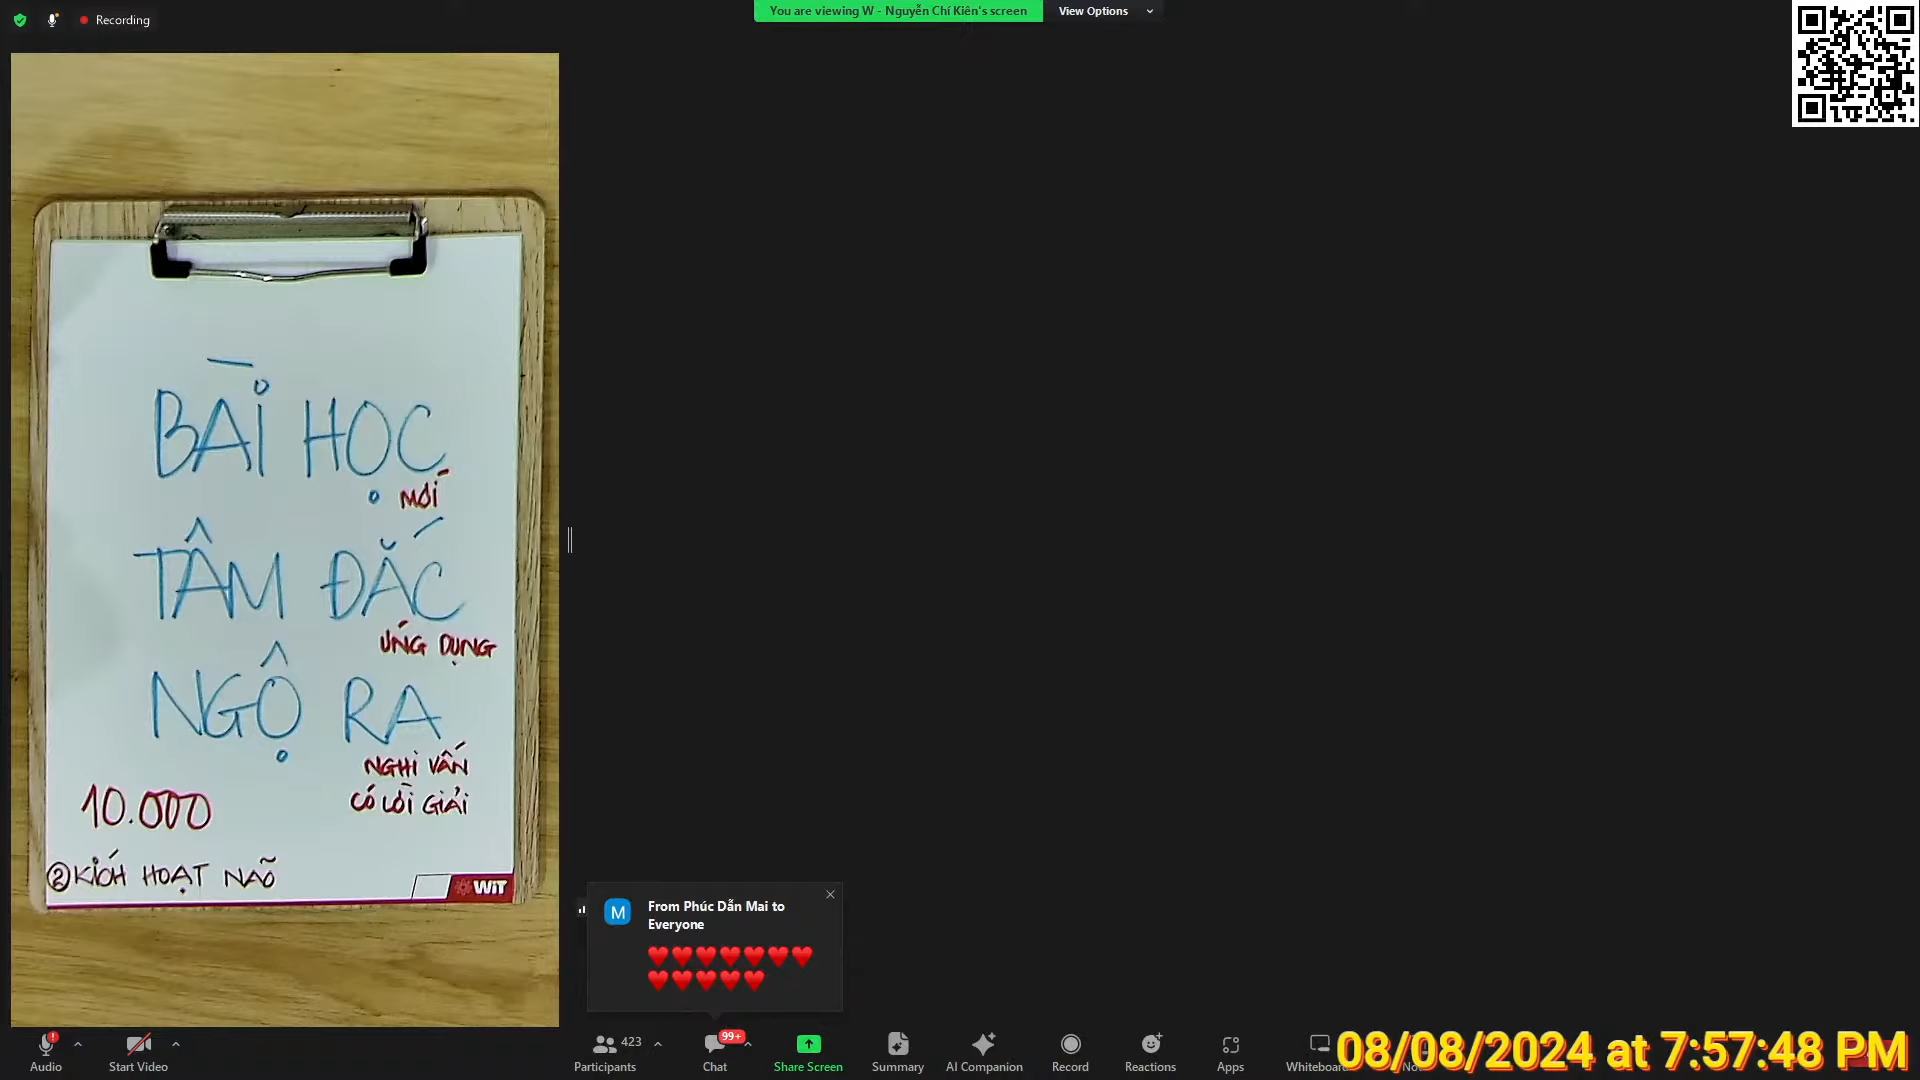 Recording
You are viewing W - Nguyễn Chí Kiên's screen
View Options
BÀI HỌC
MỚI
TÂM ĐẮC
ỨNG DỤNG
NGỘ RA
NGHI VẤN
CÓ LỜI GIẢI
10.000
② KÍCH HOẠT NÃO
WIT
M
From Phúc Dẫn Mai to
Everyone
❤️❤️❤️❤️❤️❤️❤️
❤️❤️❤️❤️❤️
Audio
Start Video
423
Participants
99+
Chat
Share Screen
Summary
AI Companion
Record
Reactions
Apps
08/08/2024 at 7:57:48 PM